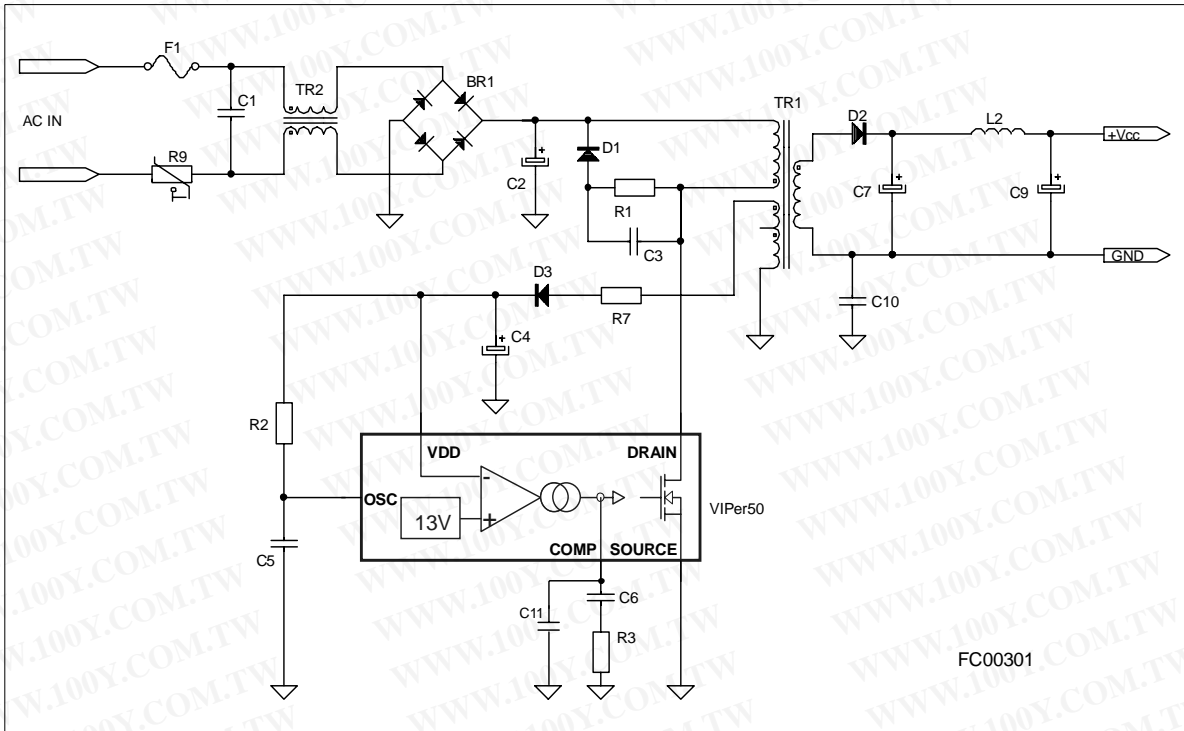 F1
TR2
BR1
C1
AC IN
R9
T°
C2
D1
R1
C3
TR1
D2
L2
+Vcc
C7
C9
GND
C10
D3
R7
C4
R2
VDD
DRAIN
OSC
13V
-
+
COMP
SOURCE
VIPer50
C5
C11
C6
R3
FC00301
WWW.100Y.COM.TW